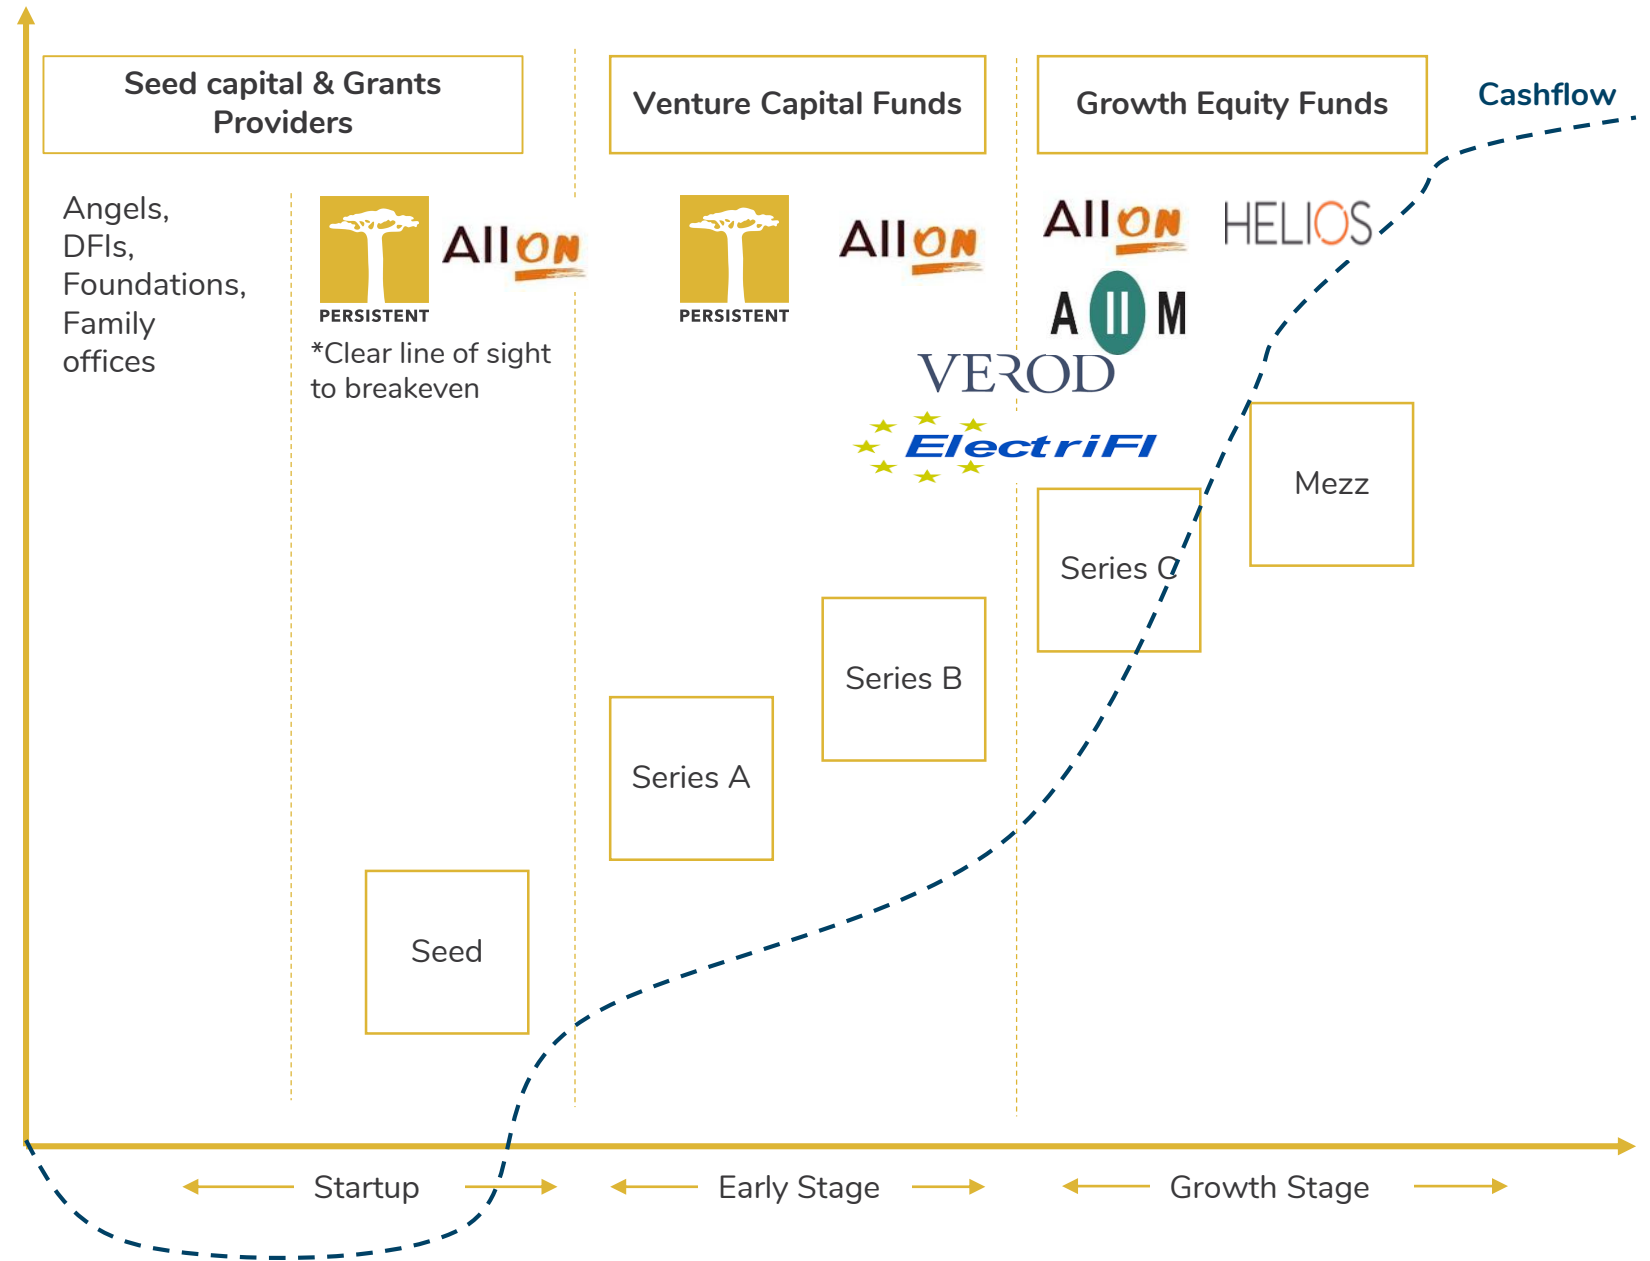 Seed capital & Grants
Providers
Venture Capital Funds
Growth Equity Funds
Cashflow
Angels,
DFIs,
Foundations,
Family
offices
PERSISTENT
AllON
*Clear line of sight
to breakeven
PERSISTENT
AllON
AllON
HELIOS
AIIM
VEROD
ElectriFI
Mezz
Series C
Series B
Series A
Seed
Startup
Early Stage
Growth Stage